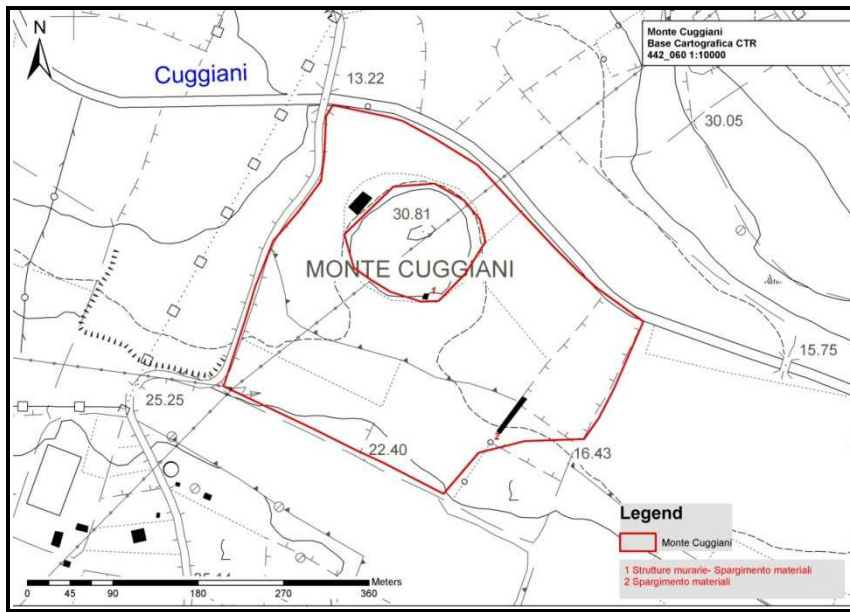 N
Monte Cuggiani
Base Cartografica CTR
442_060 1:10000
Cuggiani
13.22
30.05
30.81
MONTE CUGGIANI
1
15.75
25.25
22.40
2
16.43
Legend
Monte Cuggiani
1 Strutture murarie- Spargimento materiali
2 Spargimento materiali
Meters
0 45 90 180 270 360